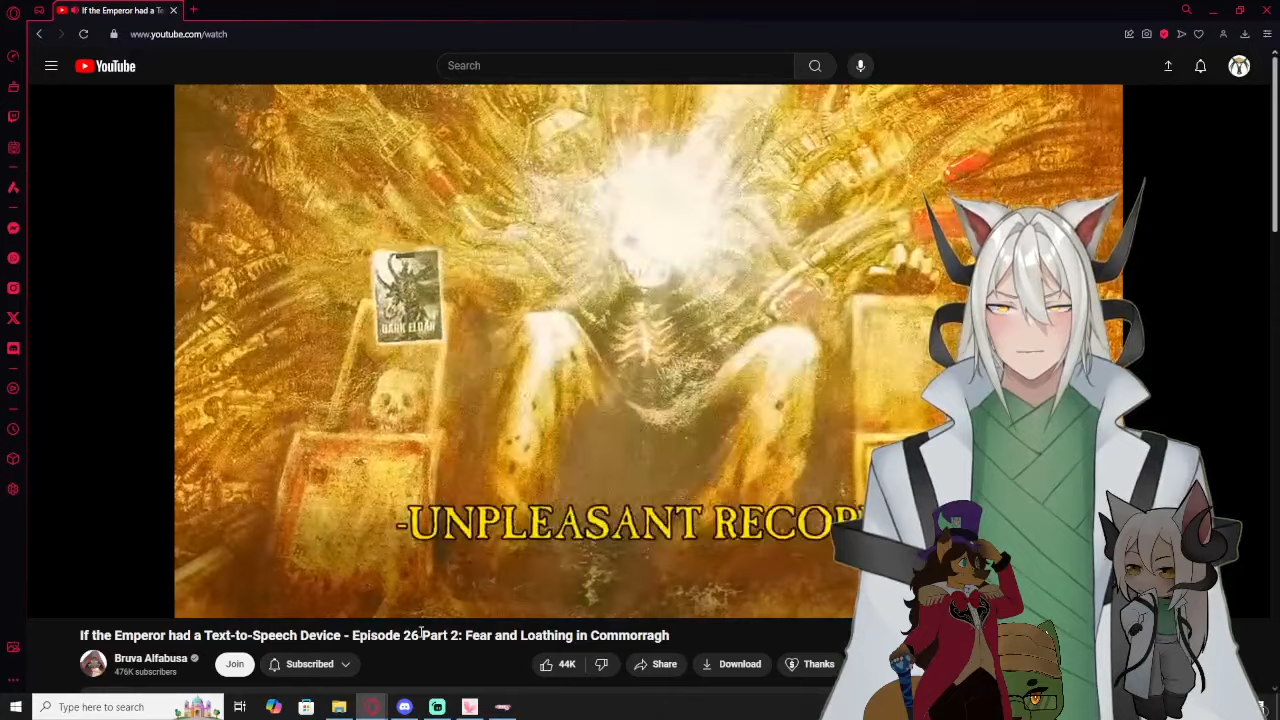 If the Emperor had a Te
www.youtube.com/watch
YouTube
Search
DARK ELDAR
-UNPLEASANT RECOR
If the Emperor had a Text-to-Speech Device - Episode 26 Part 2: Fear and Loathing in Commorragh
Bruva Alfabusa
476K subscribers
Join
Subscribed
44K
Share
Download
Thanks
Type here to search